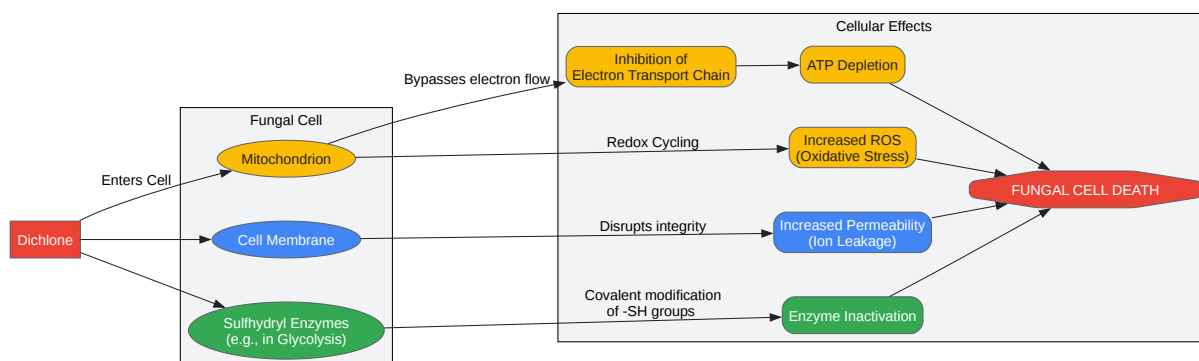 Cellular Effects
Inhibition of
Electron Transport Chain
ATP Depletion
Bypasses electron flow
Fungal Cell
Mitochondrion
Redox Cycling
Increased ROS
(Oxidative Stress)
Enters Cell
FUNGAL CELL DEATH
Dichlone
Cell Membrane
Disrupts integrity
Increased Permeability
(Ion Leakage)
Sulfhydryl Enzymes
(e.g., in Glycolysis)
Covalent modification
of -SH groups
Enzyme Inactivation